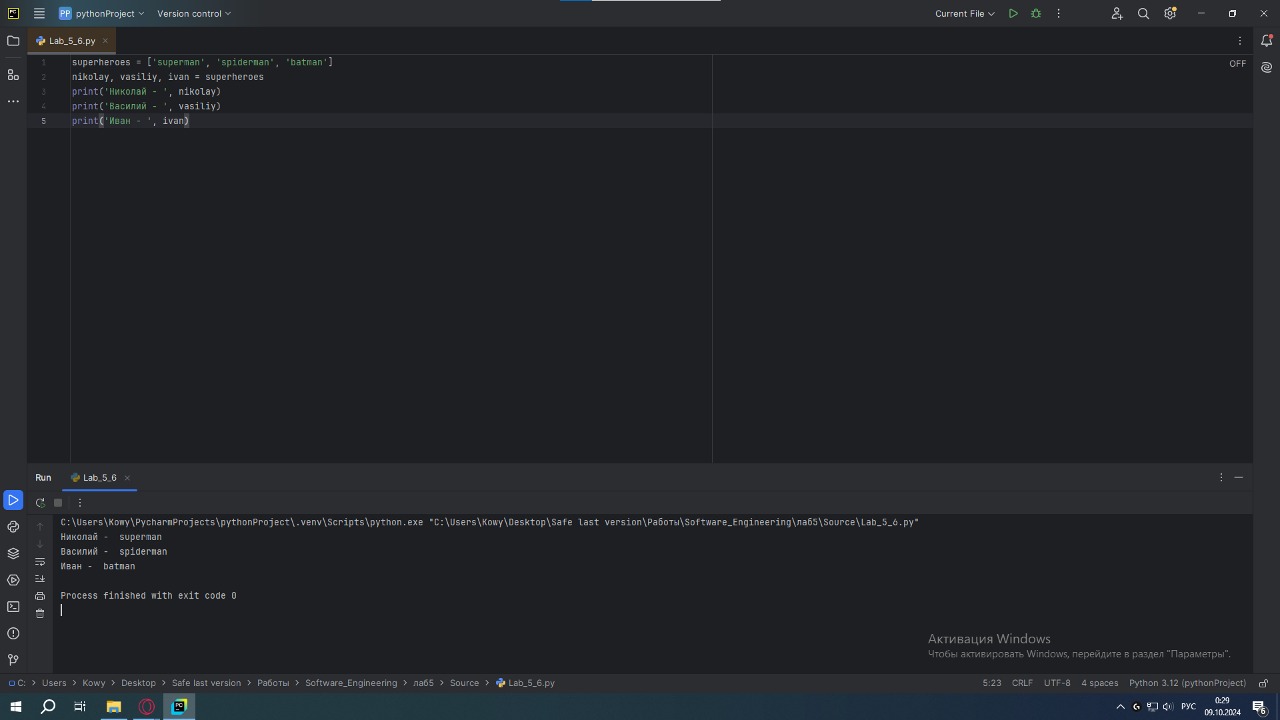 PC PP pythonProject Version control Current File
Lab_5_6.py
OFF
1 superheroes = ['superman', 'spiderman', 'batman']
2 nikolay, vasiliy, ivan = superheroes
3 print('Николай - ', nikolay)
4 print('Василий - ', vasiliy)
5 print('Иван - ', ivan)
Run Lab_5_6
C:\Users\Kowy\PycharmProjects\pythonProject\.venv\Scripts\python.exe "C:\Users\Kowy\Desktop\Safe last version\Работы\Software_Engineering\лаб5\Source\Lab_5_6.py"
Николай -  superman
Василий -  spiderman
Иван -  batman
Process finished with exit code 0
Активация Windows
Чтобы активировать Windows, перейдите в раздел "Параметры".
C: Users Kowy Desktop Safe last version Работы Software_Engineering лаб5 Source Lab_5_6.py 5:23 CRLF UTF-8 4 spaces Python 3.12 (pythonProject)
PC РУС 0:29
09.10.2024 6